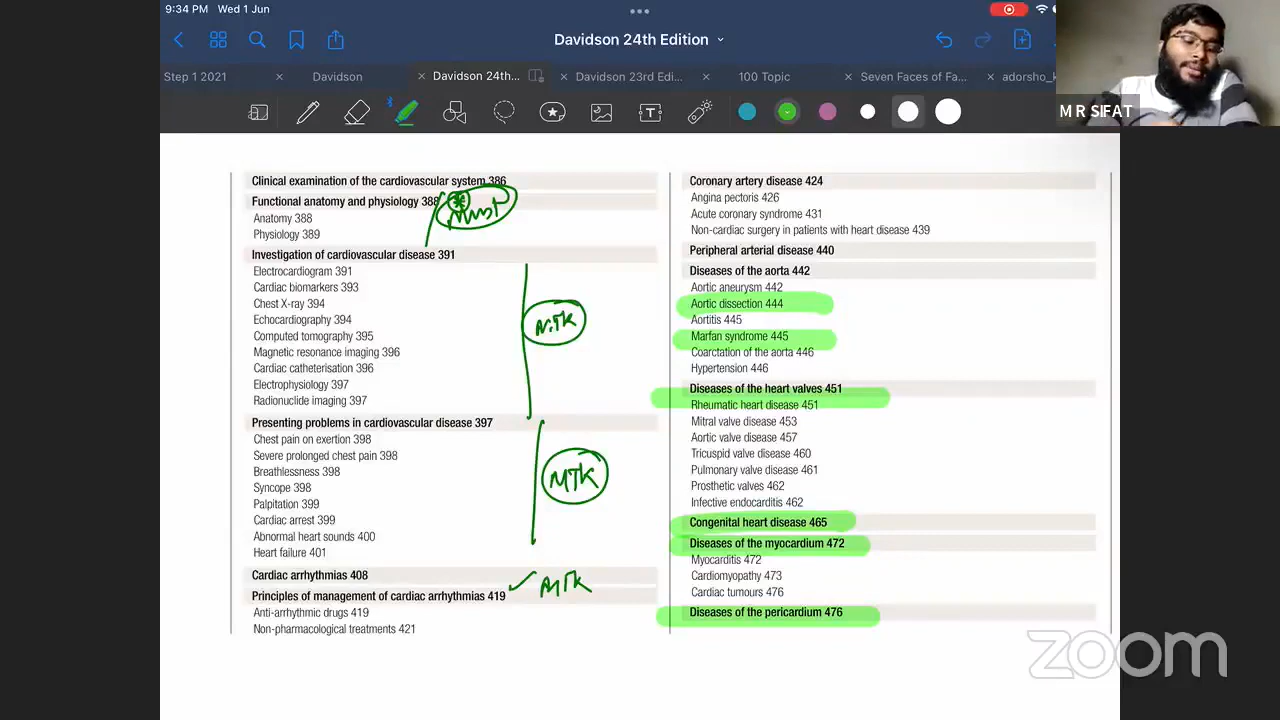 9:34 PM Wed 1 Jun
Davidson 24th Edition
Step 1 2021
Davidson
Davidson 24th...
Davidson 23rd Edi...
100 Topic
Seven Faces of Fa...
adorsho_k
M R SIFAT
Clinical examination of the cardiovascular system 386
Functional anatomy and physiology 388
Must
Anatomy 388
Physiology 389
Investigation of cardiovascular disease 391
Electrocardiogram 391
Cardiac biomarkers 393
Chest X-ray 394
Echocardiography 394
N.TK
Computed tomography 395
Magnetic resonance imaging 396
Cardiac catheterisation 396
Electrophysiology 397
Radionuclide imaging 397
Presenting problems in cardiovascular disease 397
Chest pain on exertion 398
Severe prolonged chest pain 398
Breathlessness 398
MTK
Syncope 398
Palpitation 399
Cardiac arrest 399
Abnormal heart sounds 400
Heart failure 401
Cardiac arrhythmias 408
Principles of management of cardiac arrhythmias 419
MTK
Anti-arrhythmic drugs 419
Non-pharmacological treatments 421
Coronary artery disease 424
Angina pectoris 426
Acute coronary syndrome 431
Non-cardiac surgery in patients with heart disease 439
Peripheral arterial disease 440
Diseases of the aorta 442
Aortic aneurysm 442
Aortic dissection 444
Aortitis 445
Marfan syndrome 445
Coarctation of the aorta 446
Hypertension 446
Diseases of the heart valves 451
Rheumatic heart disease 451
Mitral valve disease 453
Aortic valve disease 457
Tricuspid valve disease 460
Pulmonary valve disease 461
Prosthetic valves 462
Infective endocarditis 462
Congenital heart disease 465
Diseases of the myocardium 472
Myocarditis 472
Cardiomyopathy 473
Cardiac tumours 476
Diseases of the pericardium 476
zoom